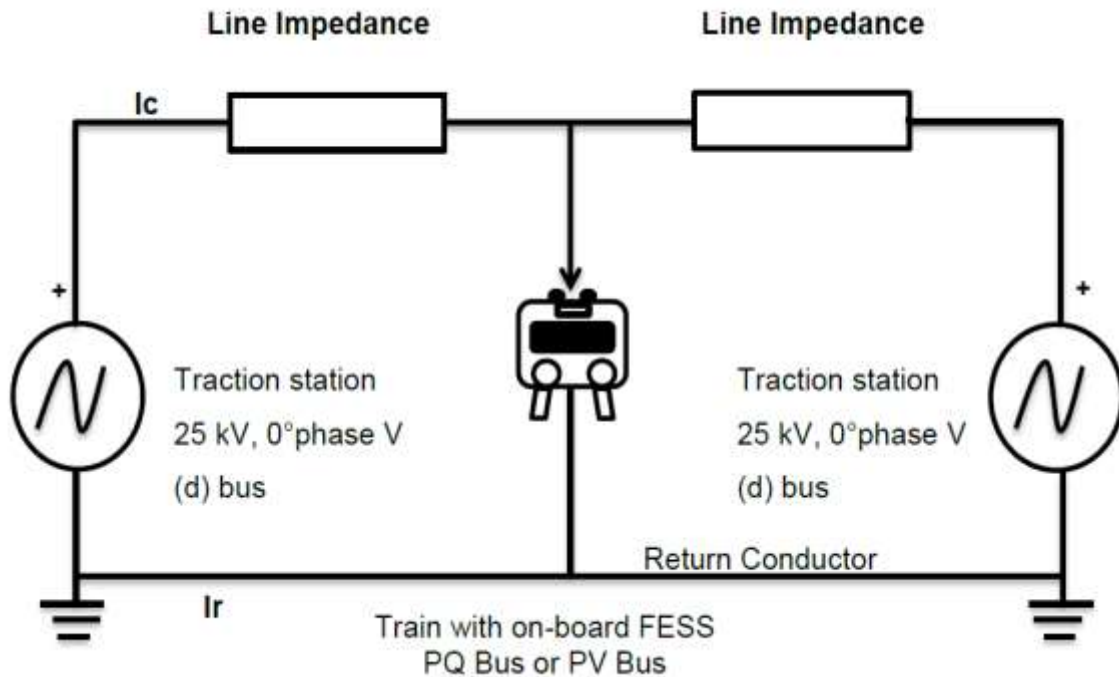 Line Impedance
Line Impedance
Ic
+
+
Traction station
25 kV, 0°phase V
(d) bus
Traction station
25 kV, 0°phase V
(d) bus
Return Conductor
Ir
Train with on-board FESS
PQ Bus or PV Bus